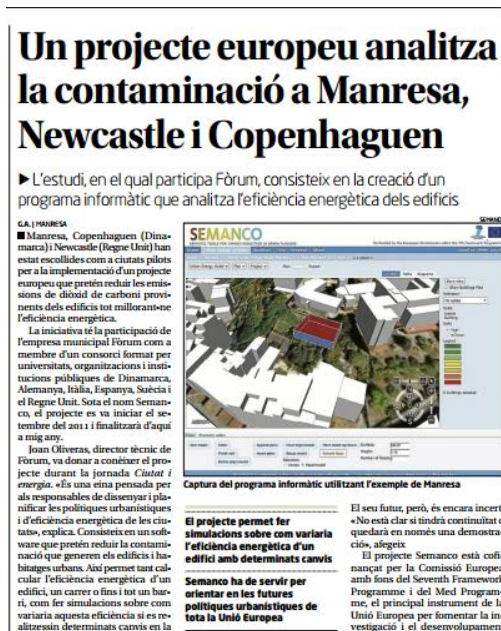 Un projecte europeu analitza
la contaminació a Manresa,
Newcastle i Copenhaguen
►L'estudi, en el qual participa Fòrum, consisteix en la creació d'un
programa informàtic que analitza l'eficiència energètica dels edificis
G.A. | MANRESA
■ Manresa, Copenhaguen (Dina-
marca) i Newcastle (Regne Unit) han
estat escollides com a ciutats pilots
per a la implementació d'un projecte
europeu que pretén reduir les emis-
sions de diòxid de carboni provi-
nents dels edificis tot millorant-ne
l'eficiència energètica.
La iniciativa té la participació de
l'empresa municipal Fòrum com a
membre d'un consorci format per
universitats, organitzacions i insti-
tucions públiques de Dinamarca,
Alemanya, Itàlia, Espanya, Suècia i
el Regne Unit. Sota el nom Seman-
co, el projecte es va iniciar el se-
tembre del 2011 i finalitzarà d'aquí
a mig any.
Joan Oliveras, director tècnic de
Fòrum, va donar a conèixer el pro-
jecte durant la jornada Ciutat i
energia. «És una eina pensada per
als responsables de dissenyar i pla-
nificar les polítiques urbanístiques
i d'eficiència energètica de les ciu-
tats», explica. Consisteix en un soft-
ware que pretén reduir la contami-
nació que generen els edificis i ha-
bitatges urbans. Així permet tant cal-
cular l'eficiència energètica d'un
edifici, un carrer o fins i tot un bar-
ri, com fer simulacions sobre com
variaria aquesta eficiència si es re-
alitzessin determinats canvis en la
SEMANCO
SEMANCO
Captura del programa informàtic utilitzant l'exemple de Manresa
El projecte permet fer
simulacions sobre com variaria
l'eficiència energètica d'un
edifici amb determinats canvis
Semanco ha de servir per
orientar en les futures
polítiques urbanístiques de
tota la Unió Europea
El seu futur, però, és encara incert
«No està clar si tindrà continuïtat o
quedarà en només una demostra-
ció», afegeix
El projecte Semanco està cofi-
nançat per la Comissió Europea
amb fons del Seventh Framework
Programme i del Med Program-
me, el principal instrument de la
Unió Europea per fomentar la in-
vestigació i el desenvolupament